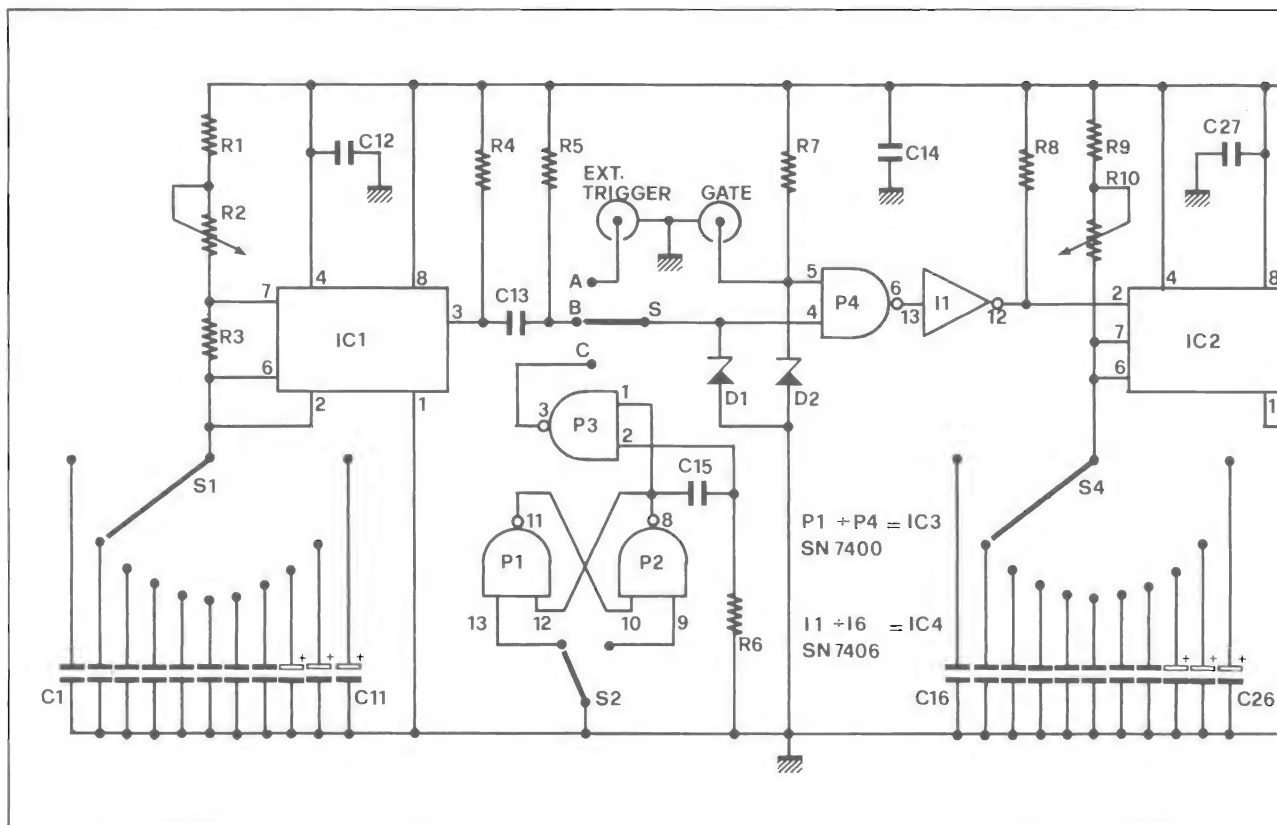 R1
C12
R4
R5
EXT.
TRIGGER
GATE
R7
C14
R8
R9
R10
C27
R2
4
8
A
5
6
P4
4
13
I1
12
2
4
8
7
R3
IC1
3
C13
B
S
7
IC2
6
6
C
D1
D2
2
1
3
P3
1
2
1
S1
C15
S4
11
8
P1 ÷ P4 = IC3
SN 7400
P1
P2
13
12
10
9
R6
I1 ÷ I6 = IC4
SN 7406
+
+
+
+
+
+
C1
C11
S2
C16
C26